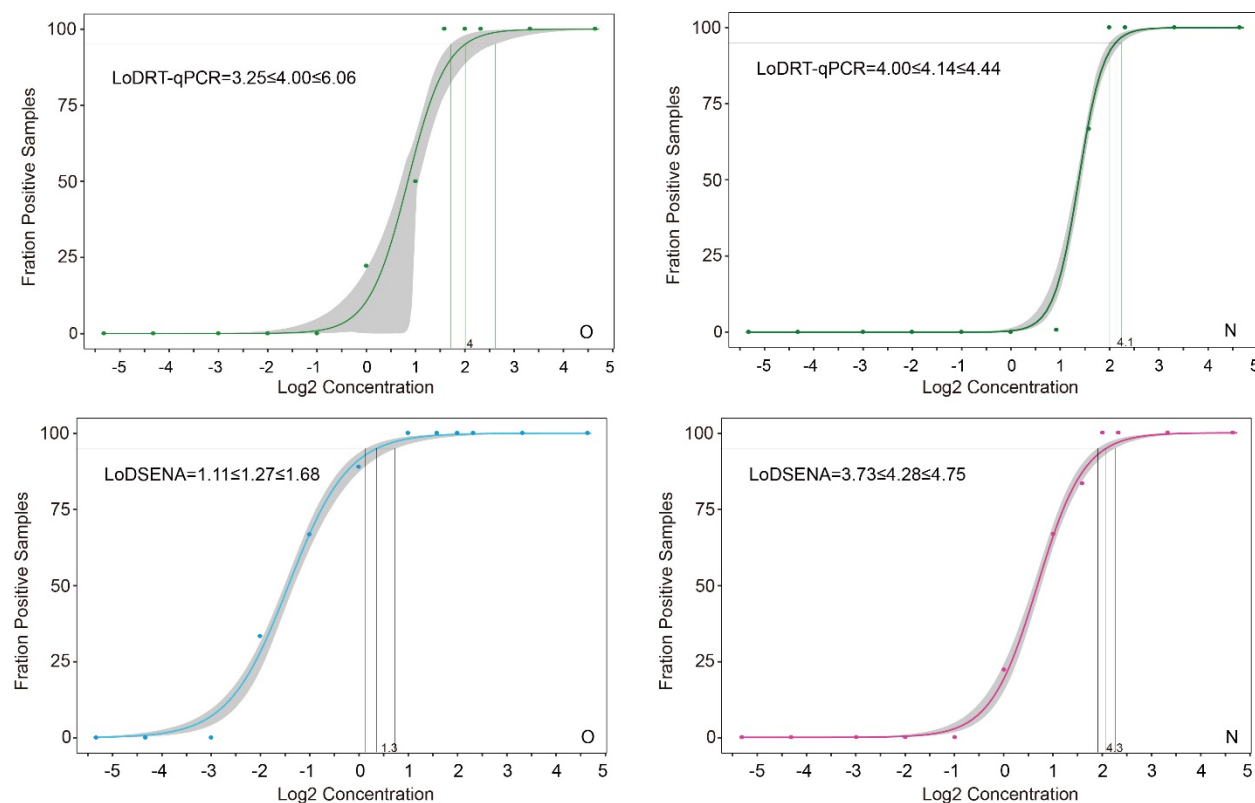 100
LoDRT-qPCR=3.25≤4.00≤6.06
75
50
25
0
Fration Positive Samples
4
O
-5 -4 -3 -2 -1 0 1 2 3 4 5
Log2 Concentration
100
LoDRT-qPCR=4.00≤4.14≤4.44
75
50
25
0
Fration Positive Samples
4.1
N
-5 -4 -3 -2 -1 0 1 2 3 4 5
Log2 Concentration
100
LoDSENA=1.11≤1.27≤1.68
75
50
25
0
Fration Positive Samples
1.3
O
-5 -4 -3 -2 -1 0 1 2 3 4 5
Log2 Concentration
100
LoDSENA=3.73≤4.28≤4.75
75
50
25
0
Fration Positive Samples
4.3
N
-5 -4 -3 -2 -1 0 1 2 3 4 5
Log2 Concentration